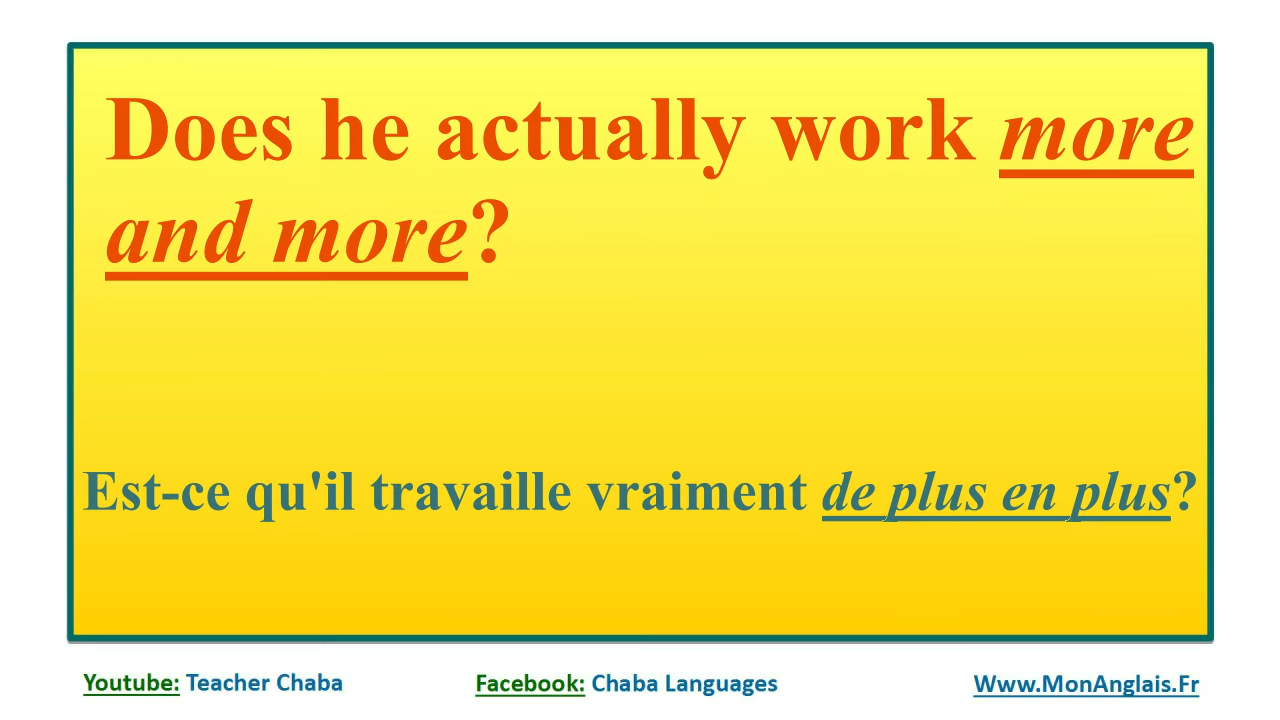 Does he actually work more
and more?
Est-ce qu'il travaille vraiment de plus en plus?
Youtube: Teacher Chaba Facebook: Chaba Languages Www.MonAnglais.Fr